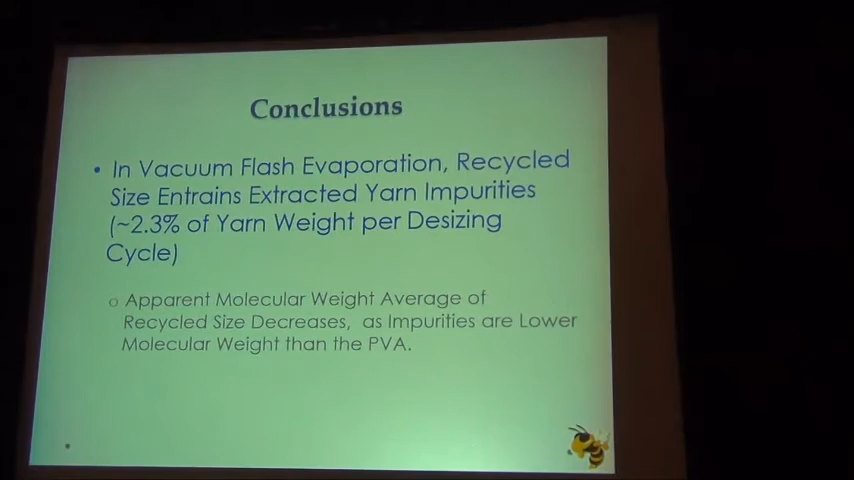 Conclusions
• In Vacuum Flash Evaporation, Recycled
Size Entrains Extracted Yarn Impurities
(~2.3% of Yarn Weight per Desizing
Cycle)
o Apparent Molecular Weight Average of
Recycled Size Decreases, as Impurities are Lower
Molecular Weight than the PVA.